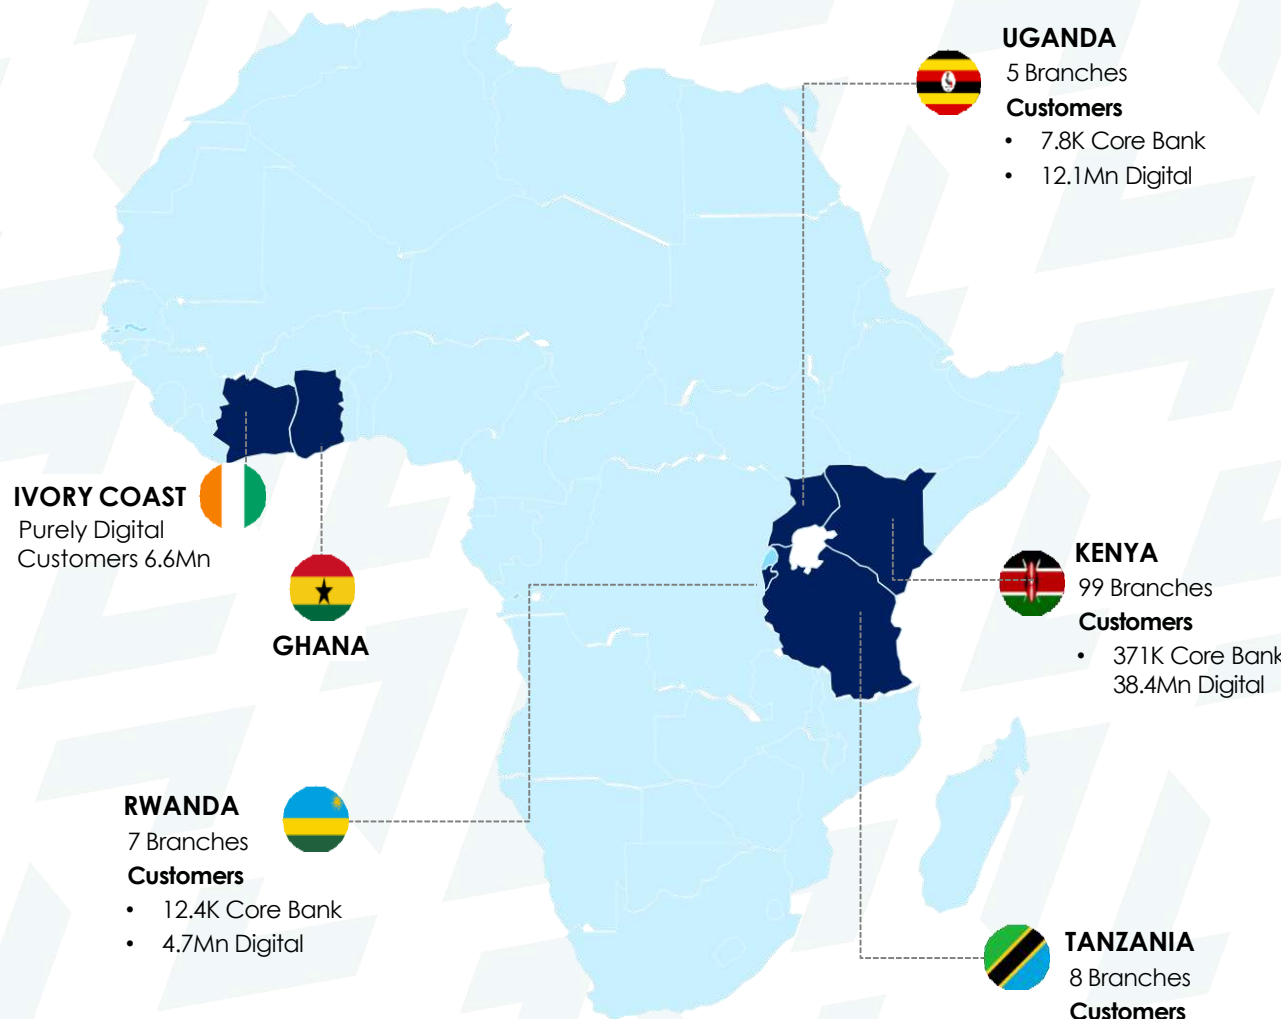 UGANDA
5 Branches
Customers
• 7.8K Core Bank
• 12.1Mn Digital
IVORY COAST
Purely Digital
Customers 6.6Mn
GHANA
KENYA
99 Branches
Customers
• 371K Core Bank
38.4Mn Digital
RWANDA
7 Branches
Customers
• 12.4K Core Bank
• 4.7Mn Digital
TANZANIA
8 Branches
Customers